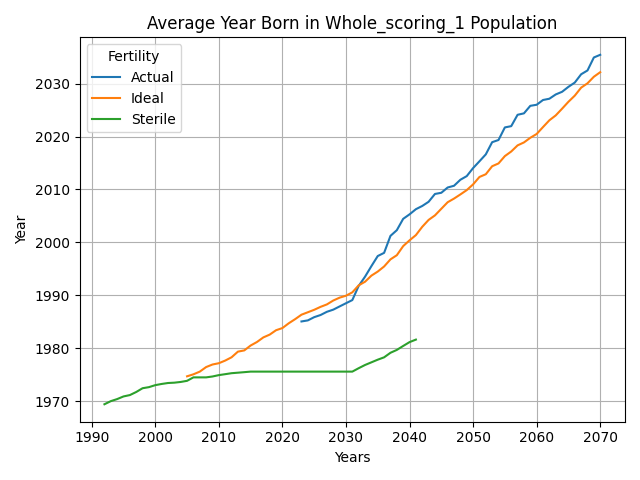 Average Year Born in Whole_scoring_1 Population
Fertility
Actual
Ideal
Sterile
Year
2030
2020
2010
2000
1990
1980
1970
1990 2000 2010 2020 2030 2040 2050 2060 2070
Years